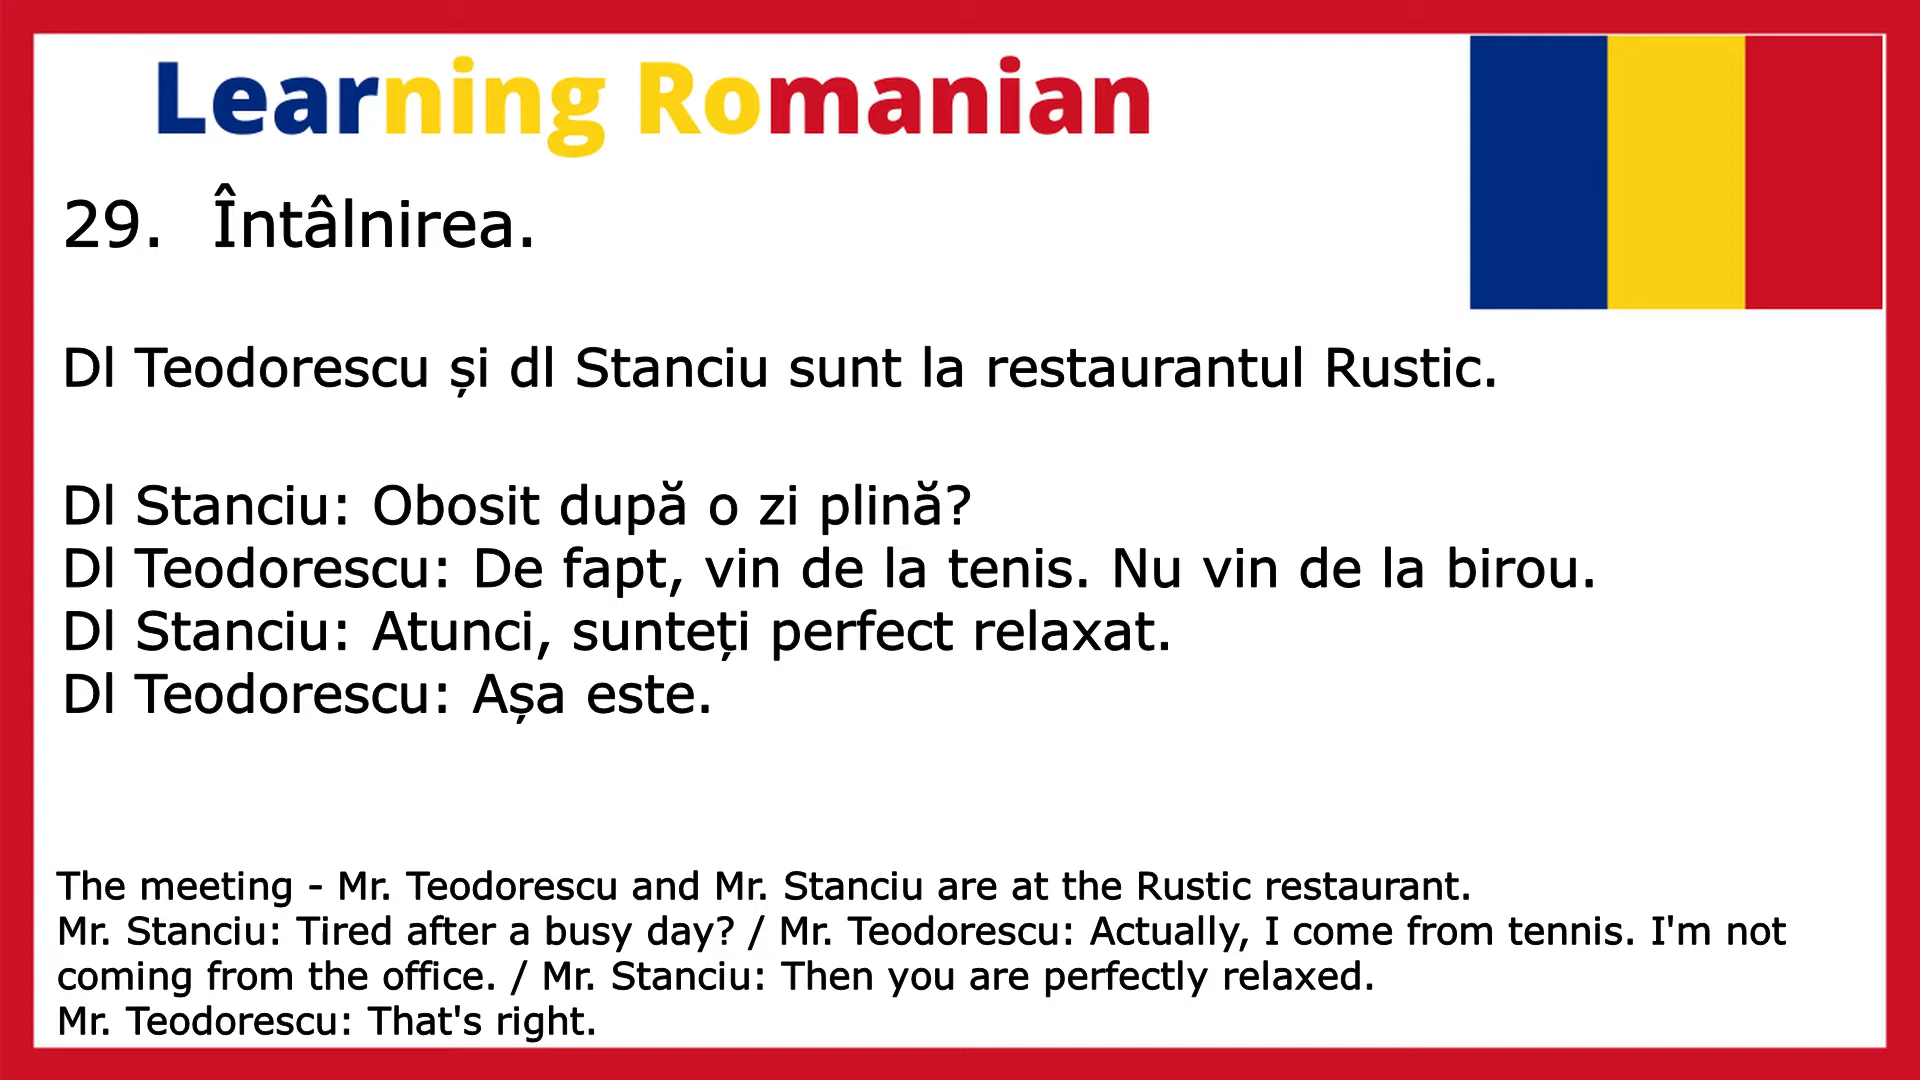 Learning Romanian
29. Întâlnirea.
Dl Teodorescu și dl Stanciu sunt la restaurantul Rustic.
Dl Stanciu: Obosit după o zi plină?
Dl Teodorescu: De fapt, vin de la tenis. Nu vin de la birou.
Dl Stanciu: Atunci, sunteți perfect relaxat.
Dl Teodorescu: Așa este.
The meeting - Mr. Teodorescu and Mr. Stanciu are at the Rustic restaurant.
Mr. Stanciu: Tired after a busy day? / Mr. Teodorescu: Actually, I come from tennis. I'm not
coming from the office. / Mr. Stanciu: Then you are perfectly relaxed.
Mr. Teodorescu: That's right.